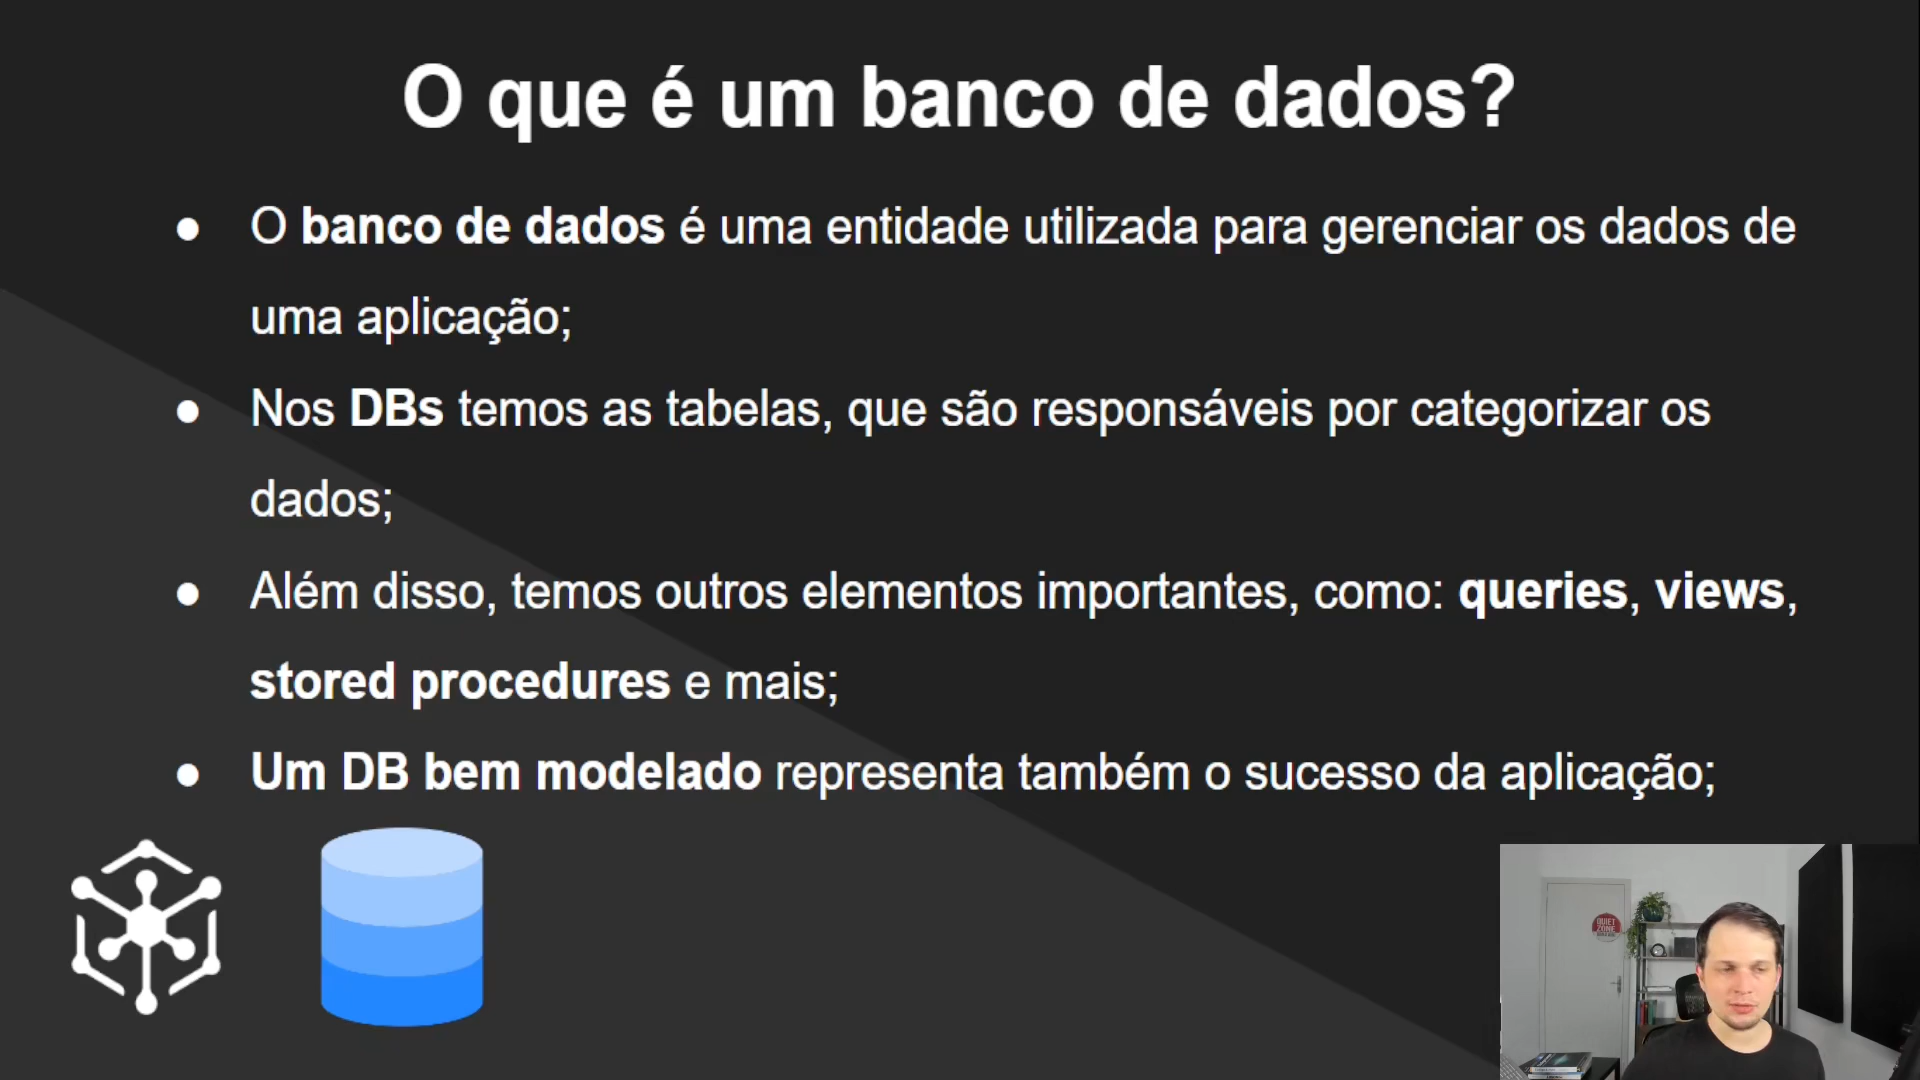 O que é um banco de dados?
● O banco de dados é uma entidade utilizada para gerenciar os dados de
uma aplicação;
● Nos DBs temos as tabelas, que são responsáveis por categorizar os
dados;
● Além disso, temos outros elementos importantes, como: queries, views,
stored procedures e mais;
● Um DB bem modelado representa também o sucesso da aplicação;
QUIET
ZONE